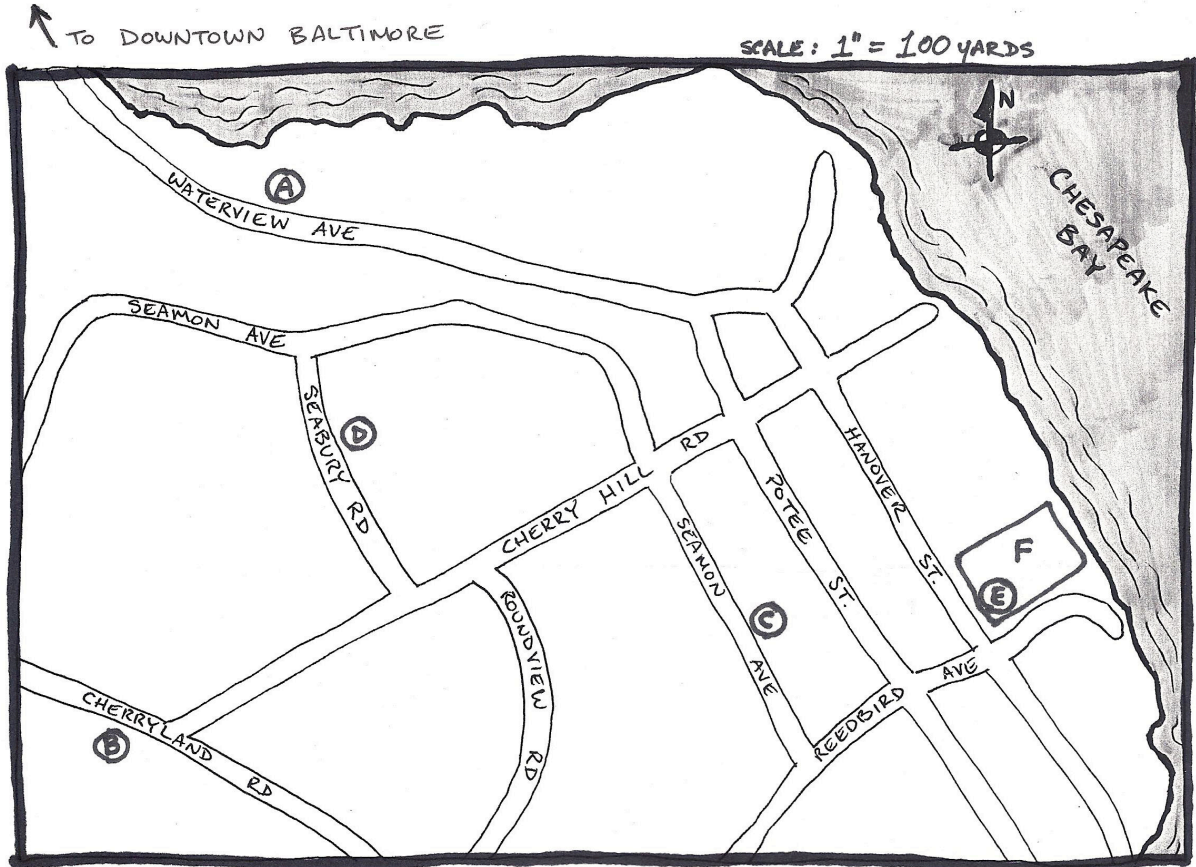 TO DOWNTOWN BALTIMORE
SCALE: 1" = 100 YARDS
N
CHESAPEAKE
BAY
A
WATERVIEW AVE
SEAMON AVE
SEABURY RD
D
CHERRY HILL RD
HANOVER ST.
POTEE ST.
SEAMON AVE
F
E
C
ROUNDVIEW RD
REEDBIRD AVE
CHERRYLAND RD
B